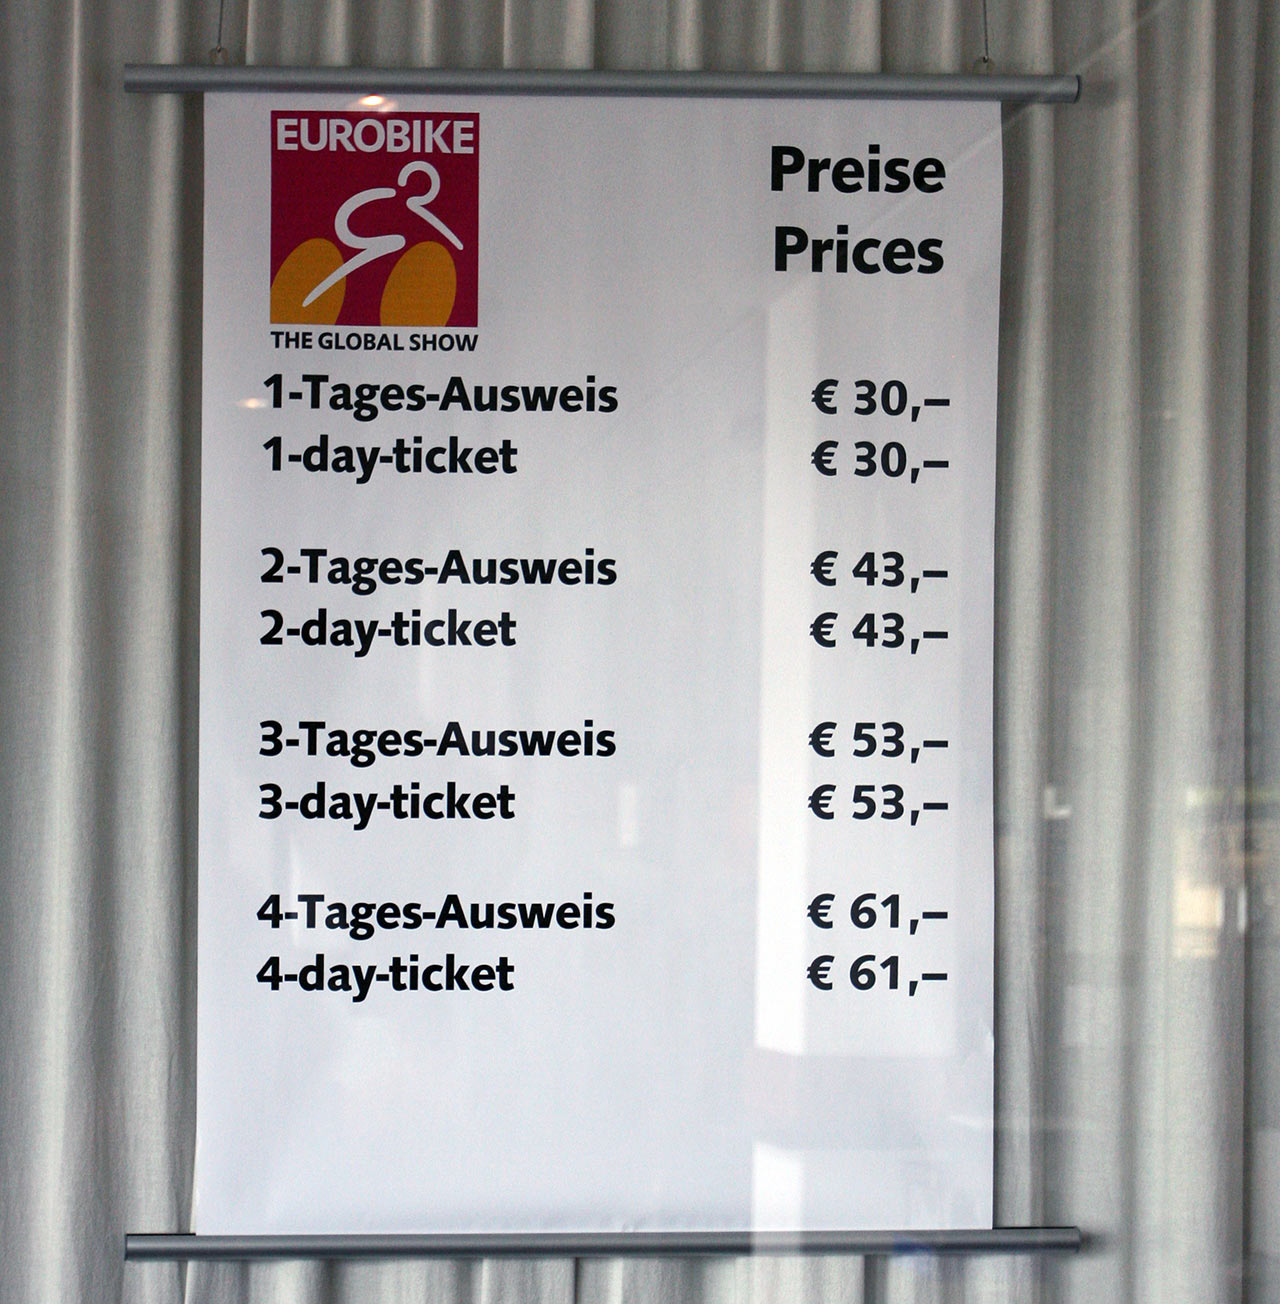 EUROBIKE
THE GLOBAL SHOW
Preise
Prices
1-Tages-Ausweis € 30,–
1-day-ticket € 30,–
2-Tages-Ausweis € 43,–
2-day-ticket € 43,–
3-Tages-Ausweis € 53,–
3-day-ticket € 53,–
4-Tages-Ausweis € 61,–
4-day-ticket € 61,–